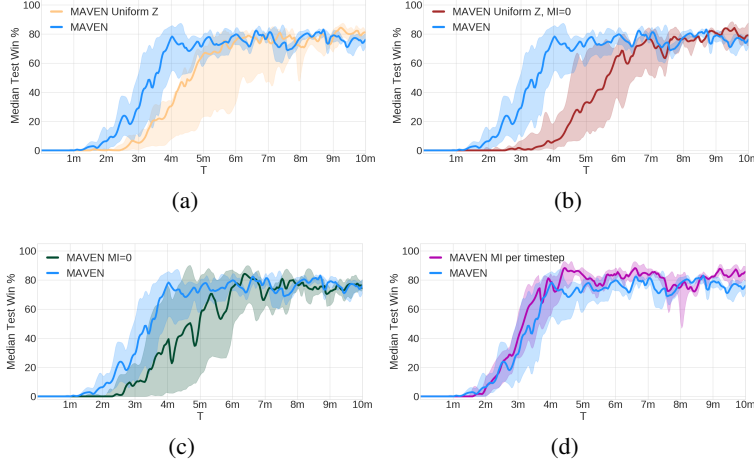 MAVEN Uniform Z
MAVEN
Median Test Win %
80
60
40
20
0
1m 2m 3m 4m 5m 6m 7m 8m 9m 10m
T
(a)
100
MAVEN Uniform Z, MI=0
MAVEN
Median Test Win %
80
60
40
20
0
1m 2m 3m 4m 5m 6m 7m 8m 9m 10m
T
(b)
100
MAVEN MI=0
MAVEN
Median Test Win %
80
60
40
20
0
1m 2m 3m 4m 5m 6m 7m 8m 9m 10m
T
(c)
100
MAVEN MI per timestep
MAVEN
Median Test Win %
80
60
40
20
0
1m 2m 3m 4m 5m 6m 7m 8m 9m 10m
T
(d)